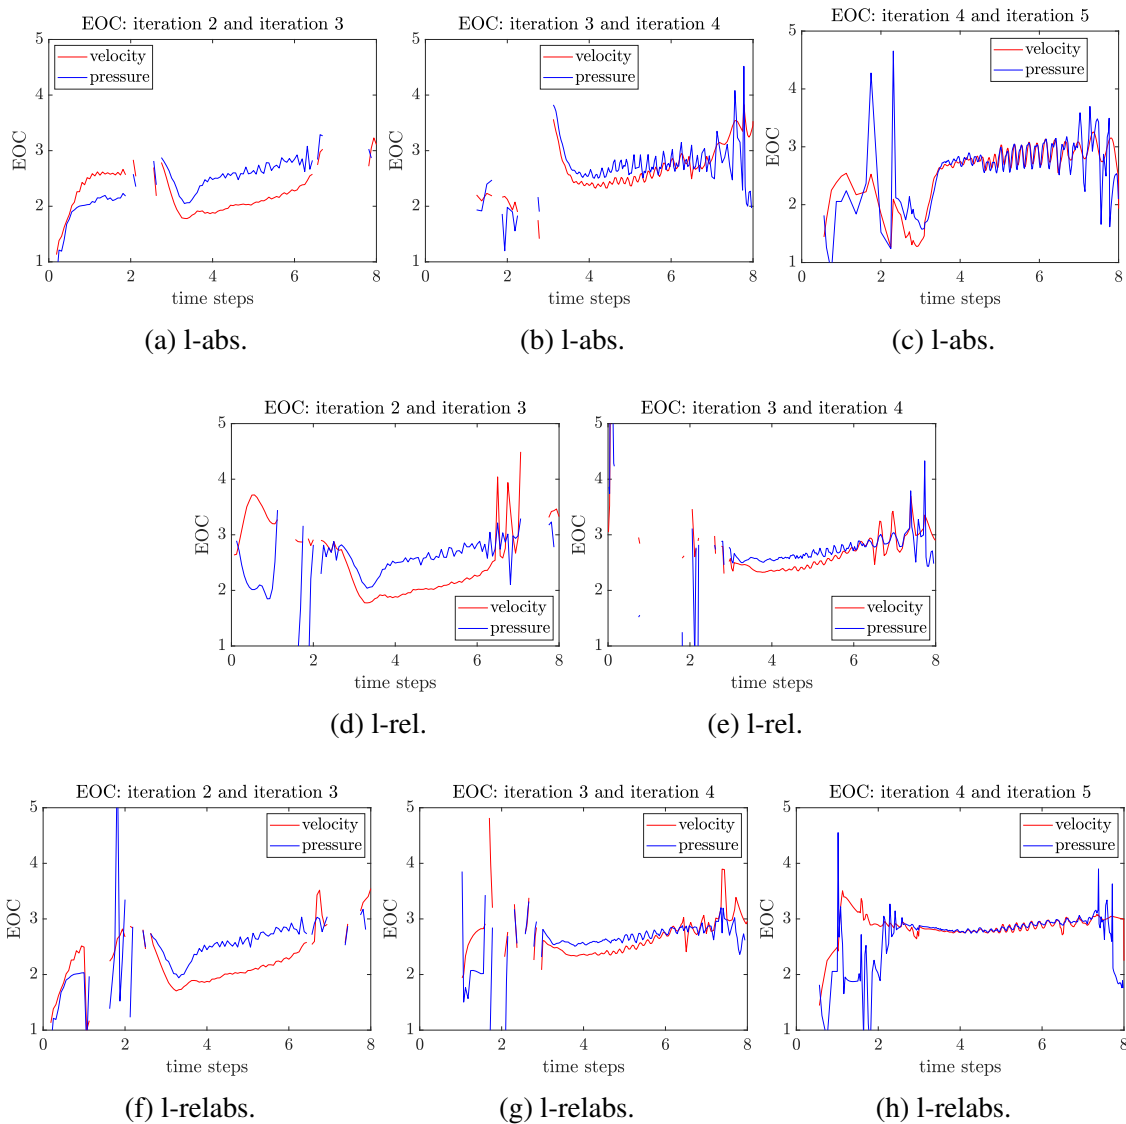 EOC: iteration 2 and iteration 3
velocity
pressure
EOC
5
4
3
2
1
0 2 4 6 8
time steps
(a) l-abs.
EOC: iteration 3 and iteration 4
velocity
pressure
EOC
5
4
3
2
1
2 4 6 8
time steps
(b) l-abs.
EOC: iteration 4 and iteration 5
velocity
pressure
EOC
5
4
3
2
1
0 2 4 6 8
time steps
(c) l-abs.
EOC: iteration 2 and iteration 3
EOC
5
4
3
2
1
velocity
pressure
0 2 4 6 8
time steps
(d) l-rel.
EOC: iteration 3 and iteration 4
EOC
5
4
3
2
1
velocity
pressure
0 2 4 6 8
time steps
(e) l-rel.
EOC: iteration 2 and iteration 3
velocity
pressure
EOC
5
4
3
2
1
0 2 4 6 8
time steps
(f) l-relabs.
EOC: iteration 3 and iteration 4
velocity
pressure
EOC
5
4
3
2
1
0 2 4 6 8
time steps
(g) l-relabs.
EOC: iteration 4 and iteration 5
velocity
pressure
EOC
5
4
3
2
1
0 2 4 6 8
time steps
(h) l-relabs.